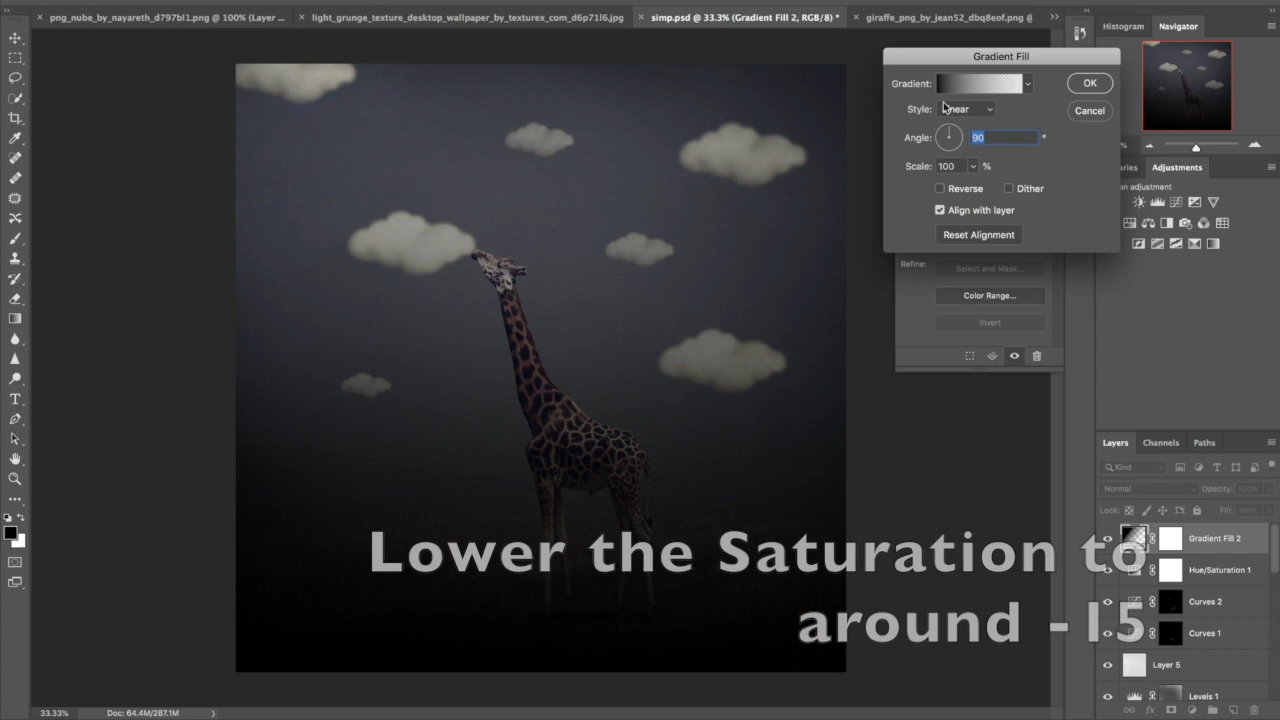 png_nube_by_nayareth_d797bl1.png @ 100% (Layer ...
light_grunge_texture_desktop_wallpaper_by_texturex_com_d6p71l6.jpg
simp.psd @ 33.3% (Gradient Fill 2, RGB/8) *
giraffe_png_by_jean52_dbq8eof.png @
Histogram
Navigator
Gradient Fill
Gradient:
OK
Style:
Cancel
Angle: 90 °
Scale: 100 %
Reverse
Dither
Align with layer
Reset Alignment
%
Adjustments
adjustment
Refine:
Select and Mask...
Color Range...
Invert
Layers
Channels
Paths
Kind
Normal
Opacity: 100%
Lock:
Fill: 100%
Gradient Fill 2
Hue/Saturation 1
Curves 2
Curves 1
Layer 5
Levels 1
Lower the Saturation to
around -15
33.33%
Doc: 64.4M/287.1M